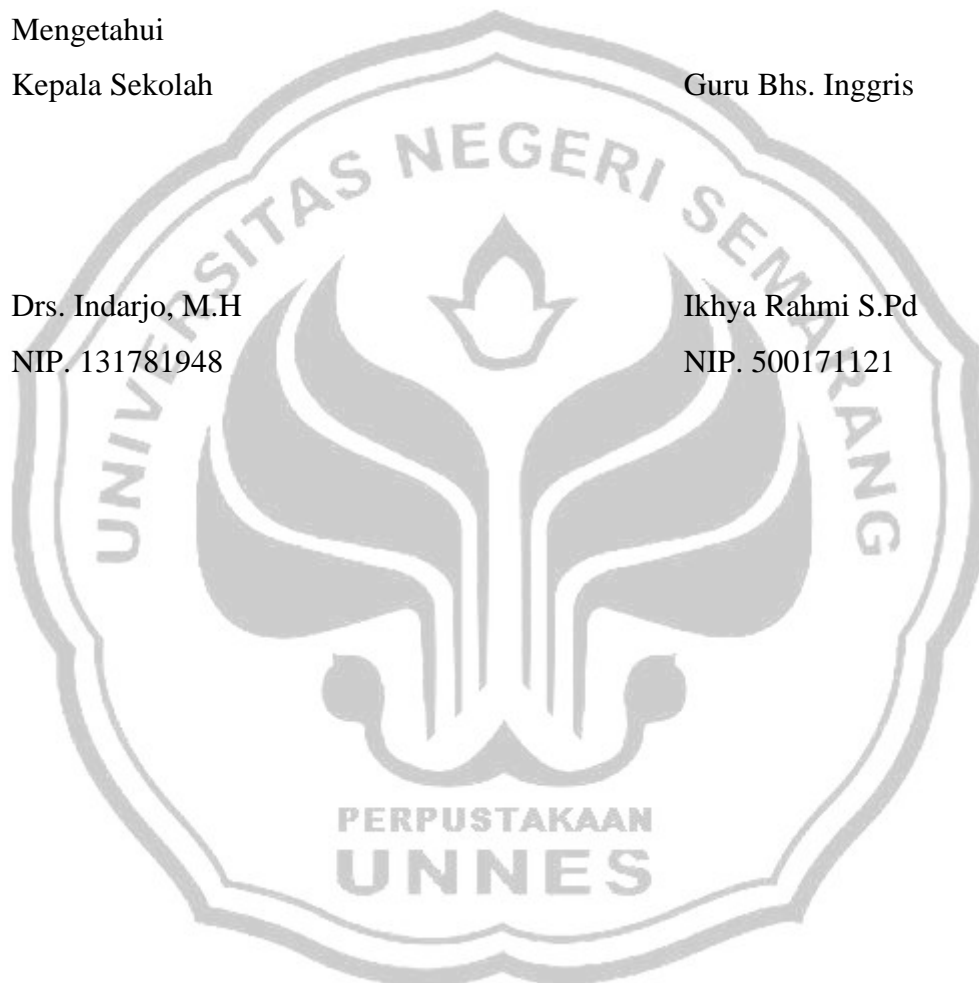 Mengetahui
Kepala Sekolah Guru Bhs. Inggris
UNIVERSITAS NEGERI SEMARANG
Drs. Indarjo, M.H Ikhya Rahmi S.Pd
NIP. 131781948 NIP. 500171121
PERPUSTAKAAN
UNNES